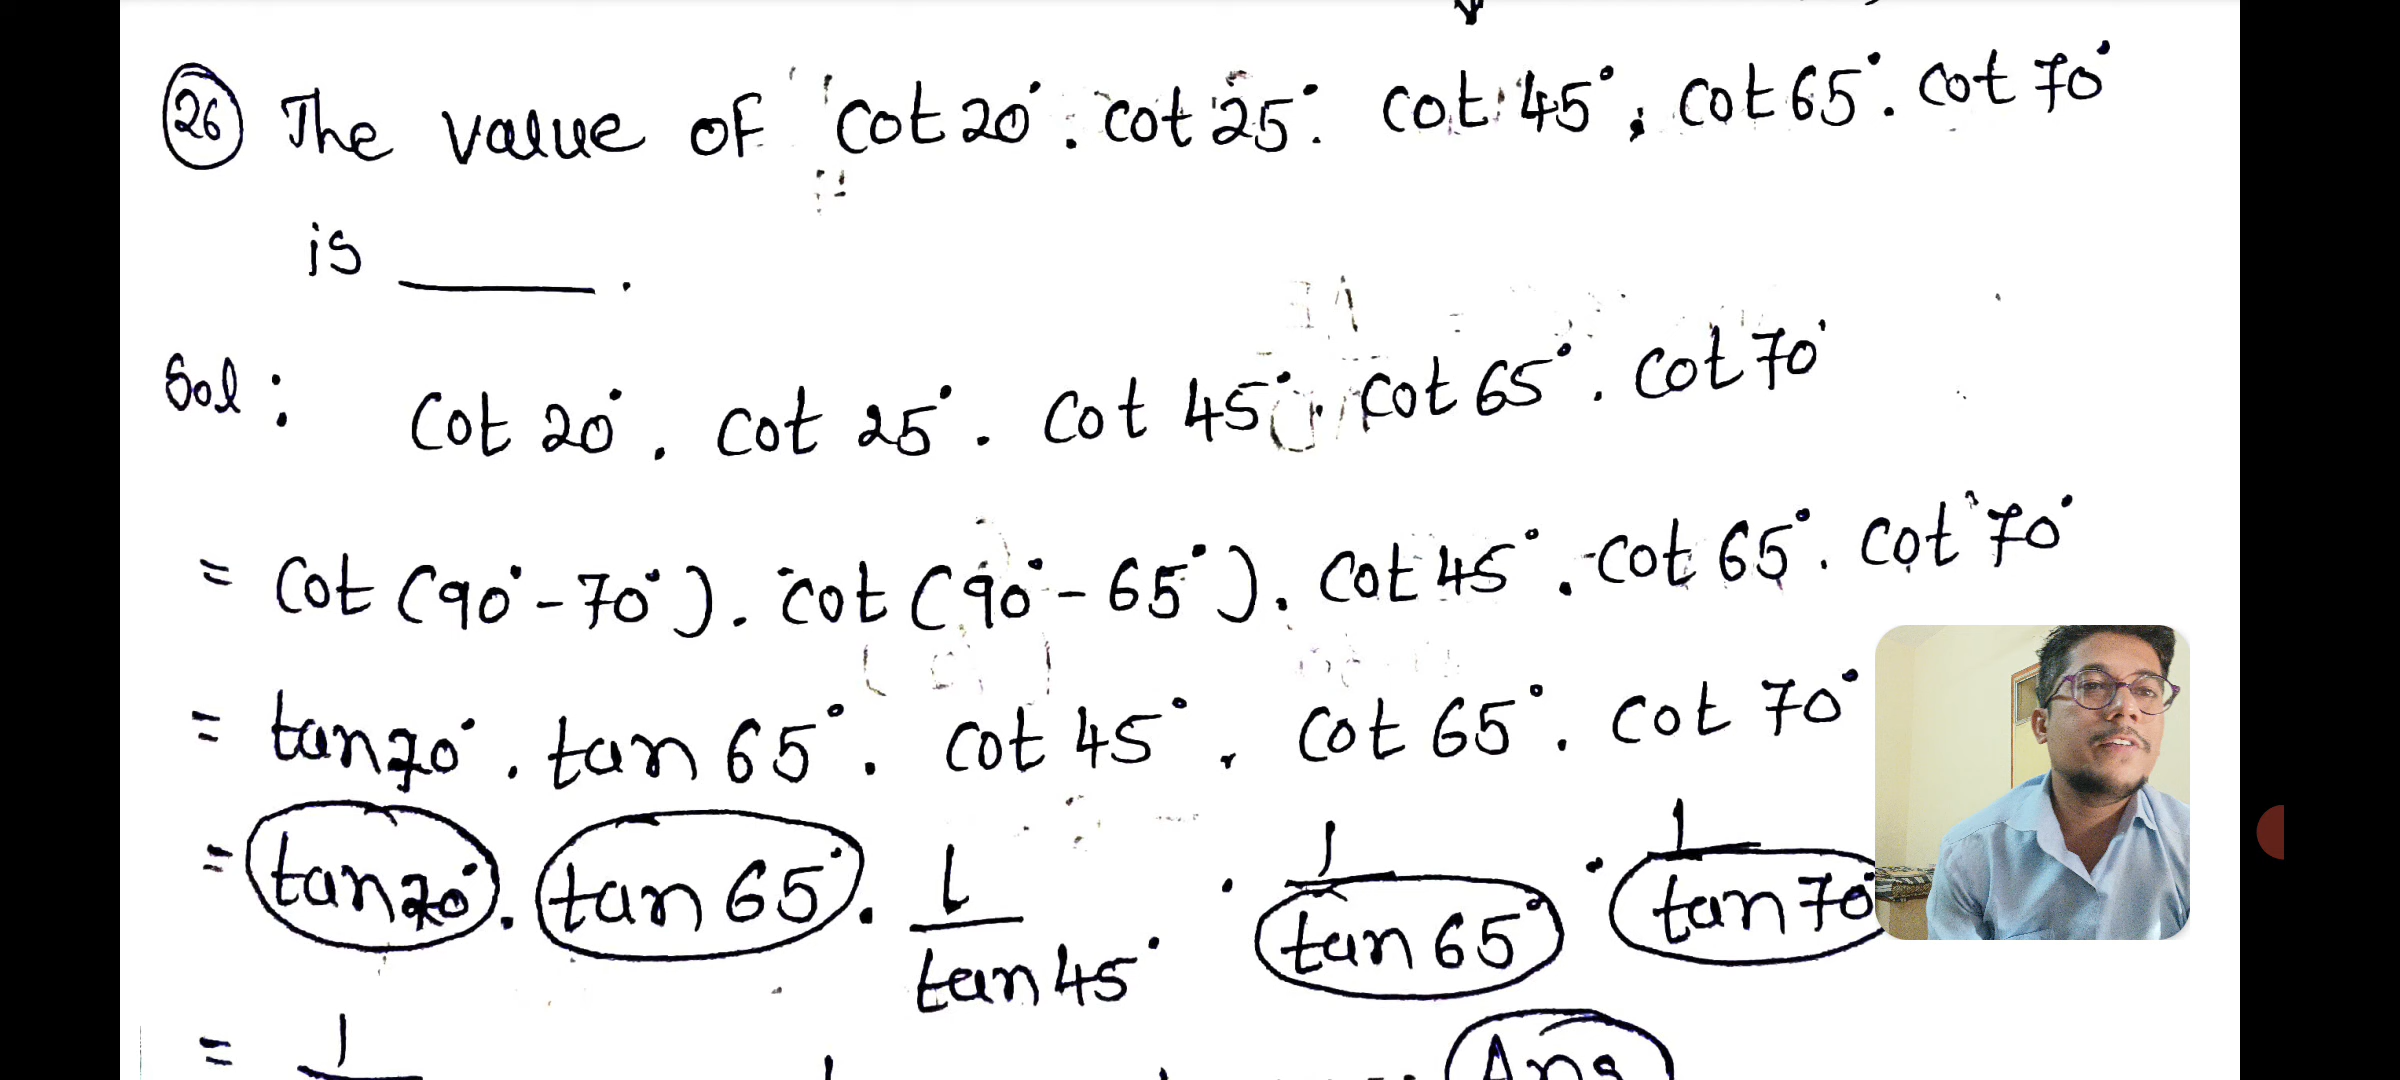 26 The value of cot 20°. cot 25°. cot 45°. cot 65°. cot 70°
is ______.
Sol : cot 20°. cot 25°. cot 45°. cot 65°. cot 70°
= cot (90° - 70°). cot (90° - 65°). cot 45°. cot 65°. cot 70°
= tan 70°. tan 65°. cot 45°. cot 65°. cot 70°
= tan 70°. tan 65°. 1/tan 45° . 1/tan 65° . 1/tan 70°
= 1
Ans